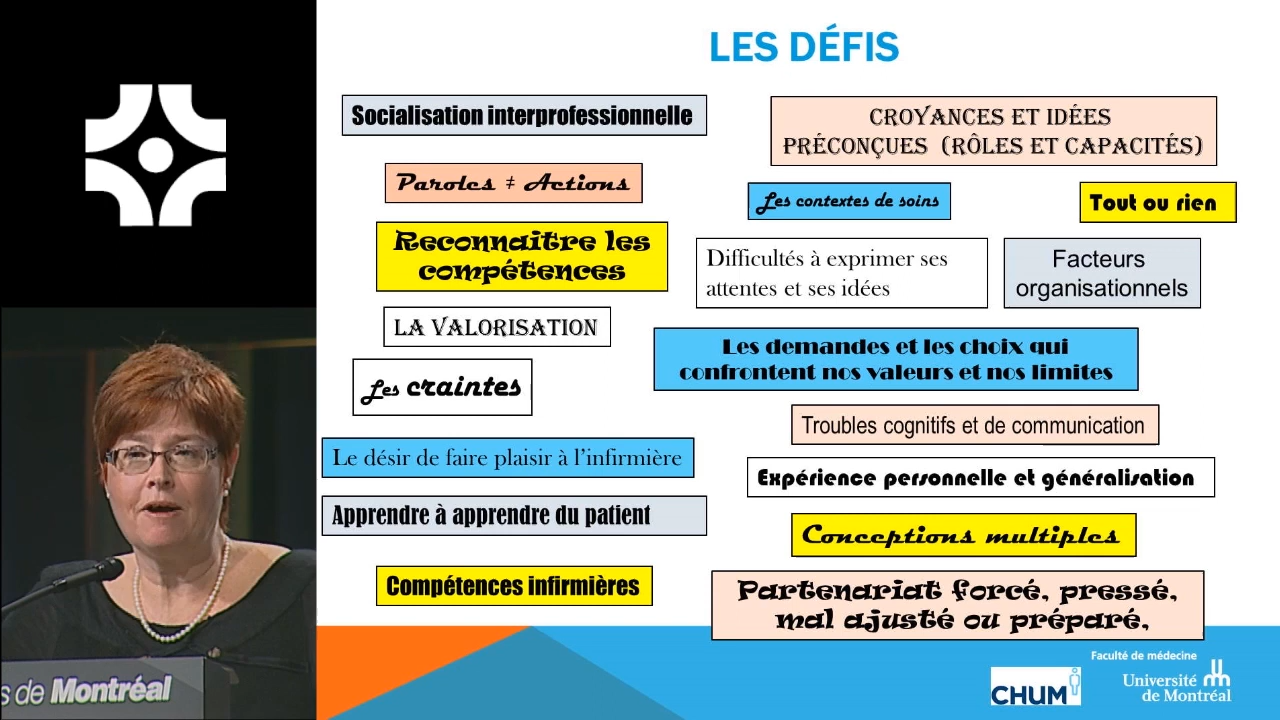 LES DÉFIS
Socialisation interprofessionnelle
CROYANCES ET IDÉES
PRÉCONÇUES (RÔLES ET CAPACITÉS)
Paroles ≠ Actions
Les contextes de soins
Tout ou rien
Reconnaitre les
compétences
Difficultés à exprimer ses
attentes et ses idées
Facteurs
organisationnels
LA VALORISATION
Les demandes et les choix qui
confrontent nos valeurs et nos limites
Les craintes
Troubles cognitifs et de communication
Le désir de faire plaisir à l'infirmière
Expérience personnelle et généralisation
Apprendre à apprendre du patient
Conceptions multiples
Compétences infirmières
Partenariat forcé, pressé,
mal ajusté ou préparé,
s de Montréal
CHUM
Faculté de médecine
Université
de Montréal